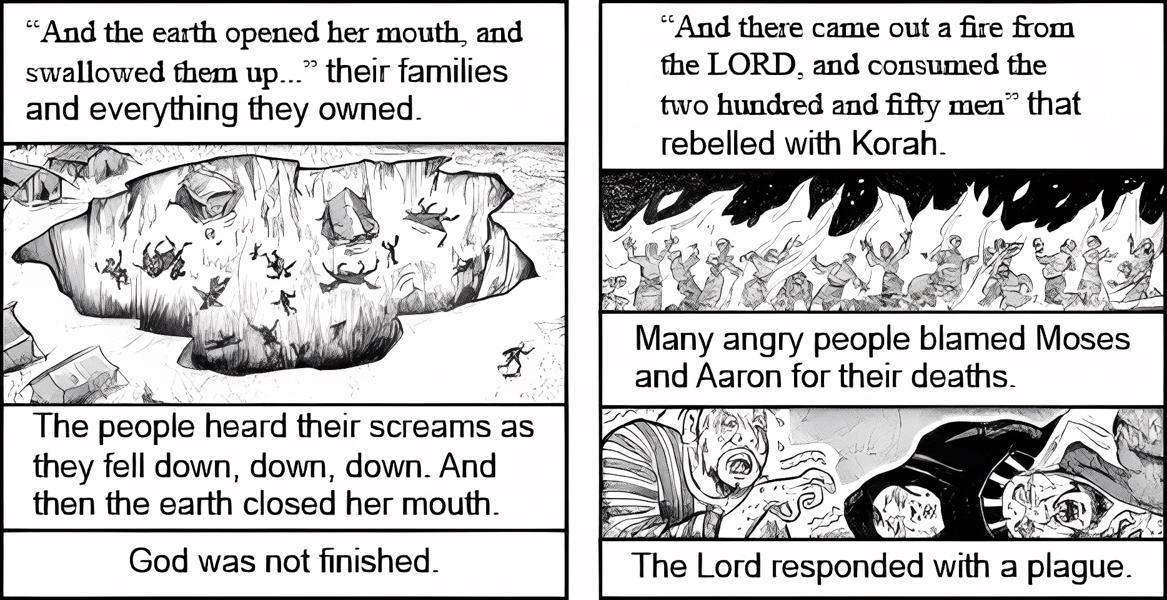 “And the earth opened her mouth, and
swallowed them up...” their families
and everything they owned.
The people heard their screams as
they fell down, down, down. And
then the earth closed her mouth.
God was not finished.
“And there came out a fire from
the LORD, and consumed the
two hundred and fifty men” that
rebelled with Korah.
Many angry people blamed Moses
and Aaron for their deaths.
The Lord responded with a plague.